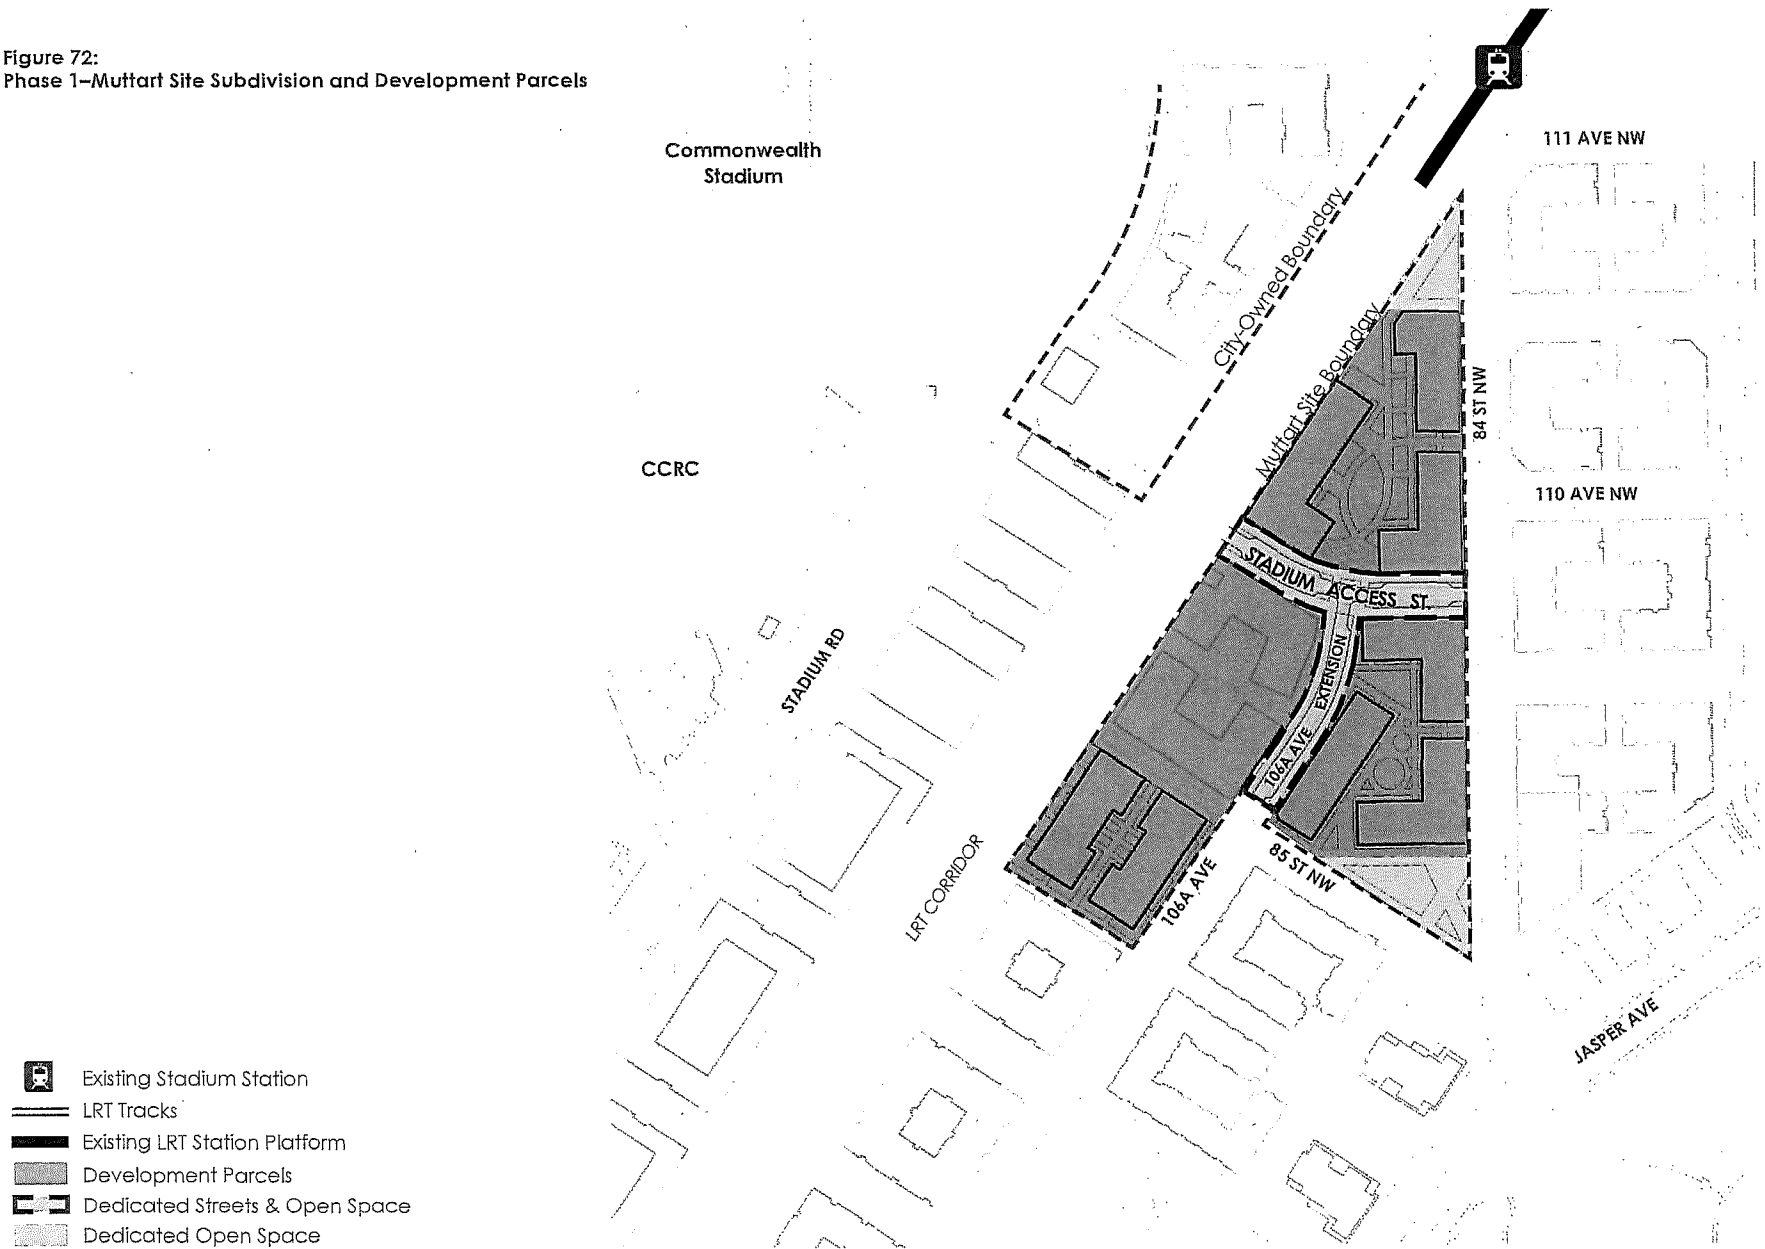 Figure 72:
Phase 1–Muttart Site Subdivision and Development Parcels
Commonwealth
Stadium
111 AVE NW
City-Owned Boundary
Muttart Site Boundary
84 ST NW
CCRC
110 AVE NW
STADIUM ACCESS ST.
STADIUM RD
106A AVE EXTENSION
LRT CORRIDOR
106A AVE
85 ST NW
JASPER AVE
Existing Stadium Station
LRT Tracks
Existing LRT Station Platform
Development Parcels
Dedicated Streets & Open Space
Dedicated Open Space